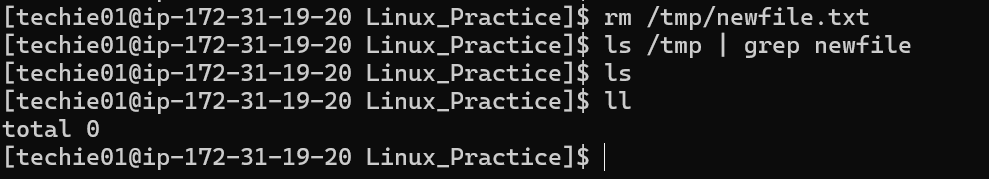 [techie01@ip-172-31-19-20 Linux_Practice]$ rm /tmp/newfile.txt
[techie01@ip-172-31-19-20 Linux_Practice]$ ls /tmp | grep newfile
[techie01@ip-172-31-19-20 Linux_Practice]$ ls
[techie01@ip-172-31-19-20 Linux_Practice]$ ll
total 0
[techie01@ip-172-31-19-20 Linux_Practice]$